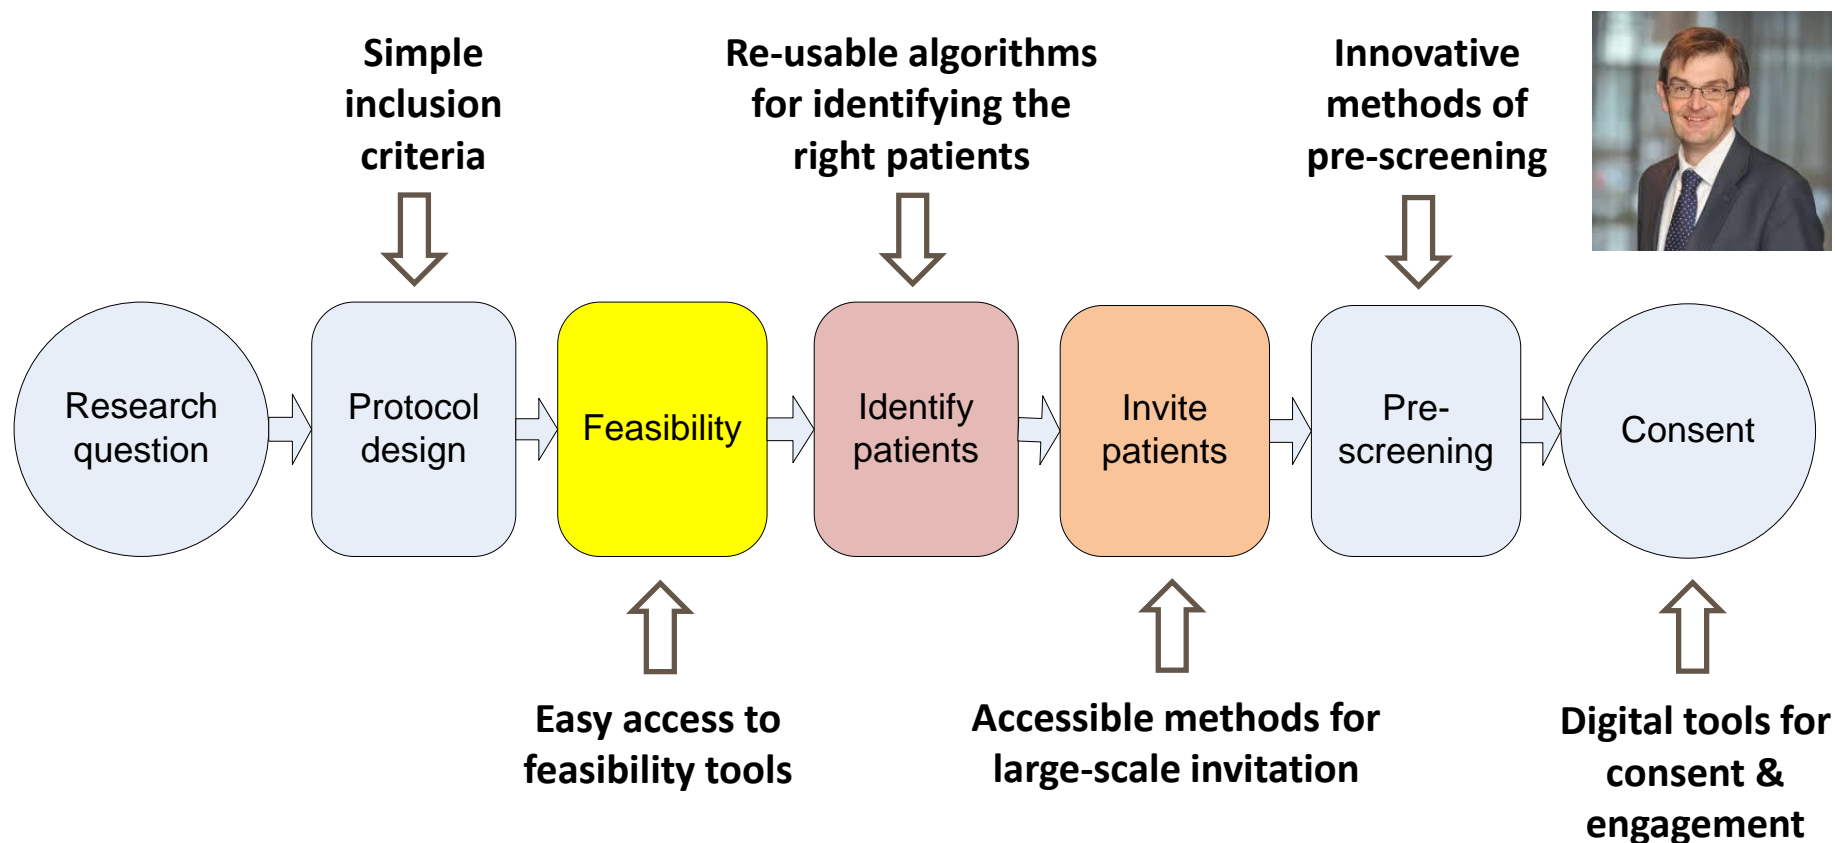 Simple
inclusion
criteria
Re-usable algorithms
for identifying the
right patients
Innovative
methods of
pre-screening
Research
question
Protocol
design
Feasibility
Identify
patients
Invite
patients
Pre-
screening
Consent
Easy access to
feasibility tools
Accessible methods for
large-scale invitation
Digital tools for
consent &
engagement